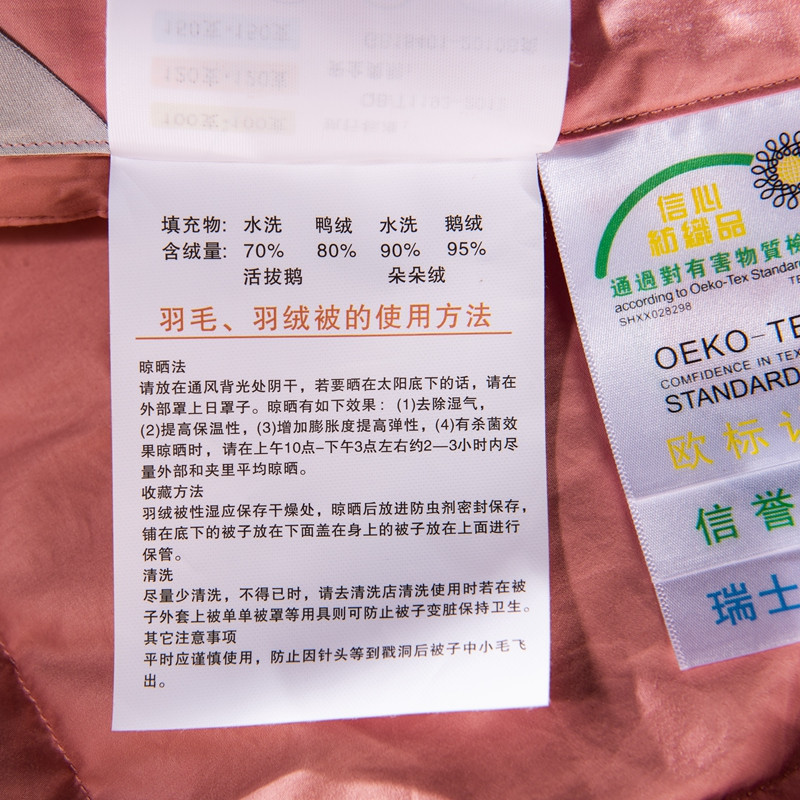 填充物: 水洗 鸭绒 水洗 鹅绒
含绒量: 70% 80% 90% 95%
活拔鹅 朵朵绒
羽毛、羽绒被的使用方法
晾晒法
请放在通风背光处阴干，若要晒在太阳底下的话，请在
外部罩上日罩子。晾晒有如下效果：(1)去除湿气，
(2)提高保温性，(3)增加膨胀度提高弹性，(4)有杀菌效
果晾晒时，请在上午10点-下午3点左右约2—3小时内尽
量外部和夹里平均晾晒。
收藏方法
羽绒被性湿应保存干燥处，晾晒后放进防虫剂密封保存，
铺在底下的被子放在下面盖在身上的被子放在上面进行
保管。
清洗
尽量少清洗，不得已时，请去清洗店清洗使用时若在被
子外套上被单单被罩等用具则可防止被子变脏保持卫生。
其它注意事项
平时应谨慎使用，防止因针头等到戳洞后被子中小毛飞
出。
信心
紡織品
通過對有害物質檢
according to Oeko-Tex Standar
SHXX028298
OEKO-TE
COMFIDENCE IN TEX
STANDARD
欧标认
信誉
瑞士